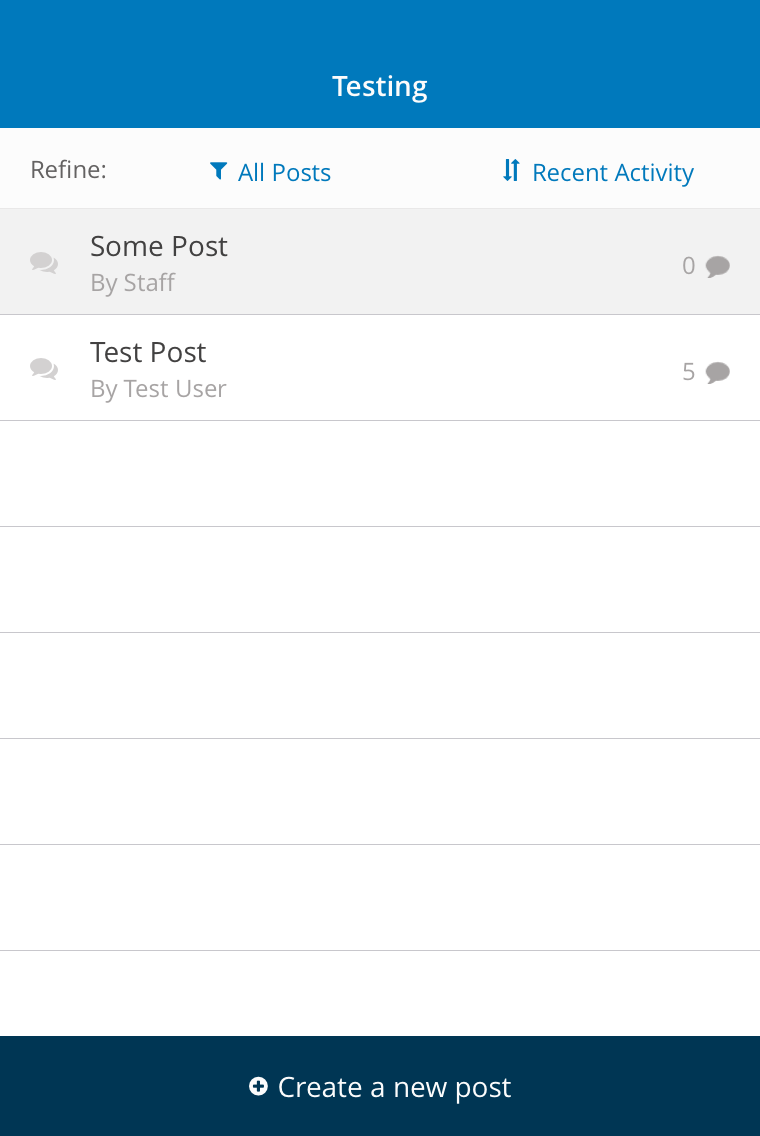 Testing
Refine: All Posts Recent Activity
Some Post
By Staff
0
Test Post
By Test User
5
Create a new post